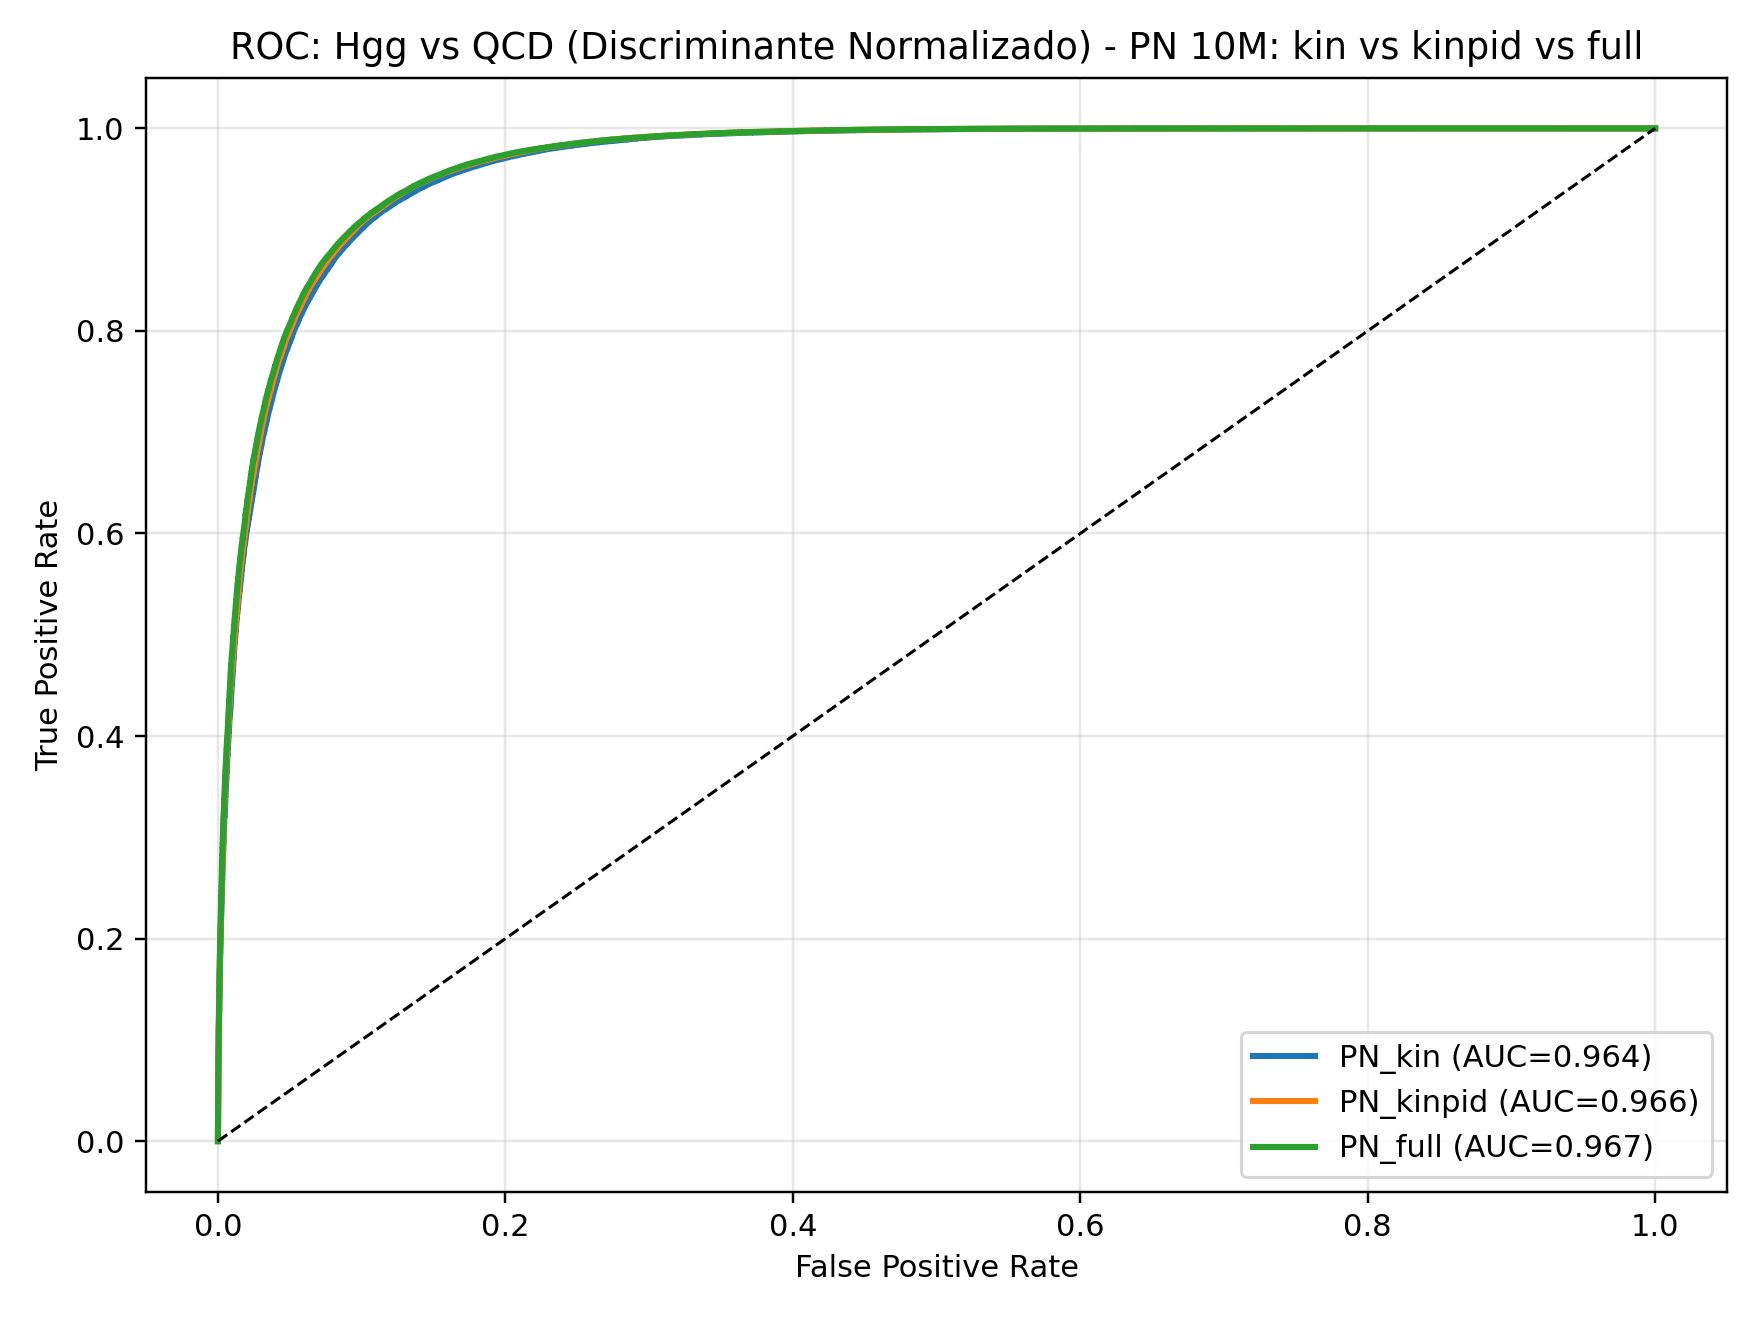 ROC: Hgg vs QCD (Discriminante Normalizado) - PN 10M: kin vs kinpid vs full
True Positive Rate
1.0
0.8
0.6
0.4
0.2
0.0
PN_kin (AUC=0.964)
PN_kinpid (AUC=0.966)
PN_full (AUC=0.967)
0.0 0.2 0.4 0.6 0.8 1.0
False Positive Rate